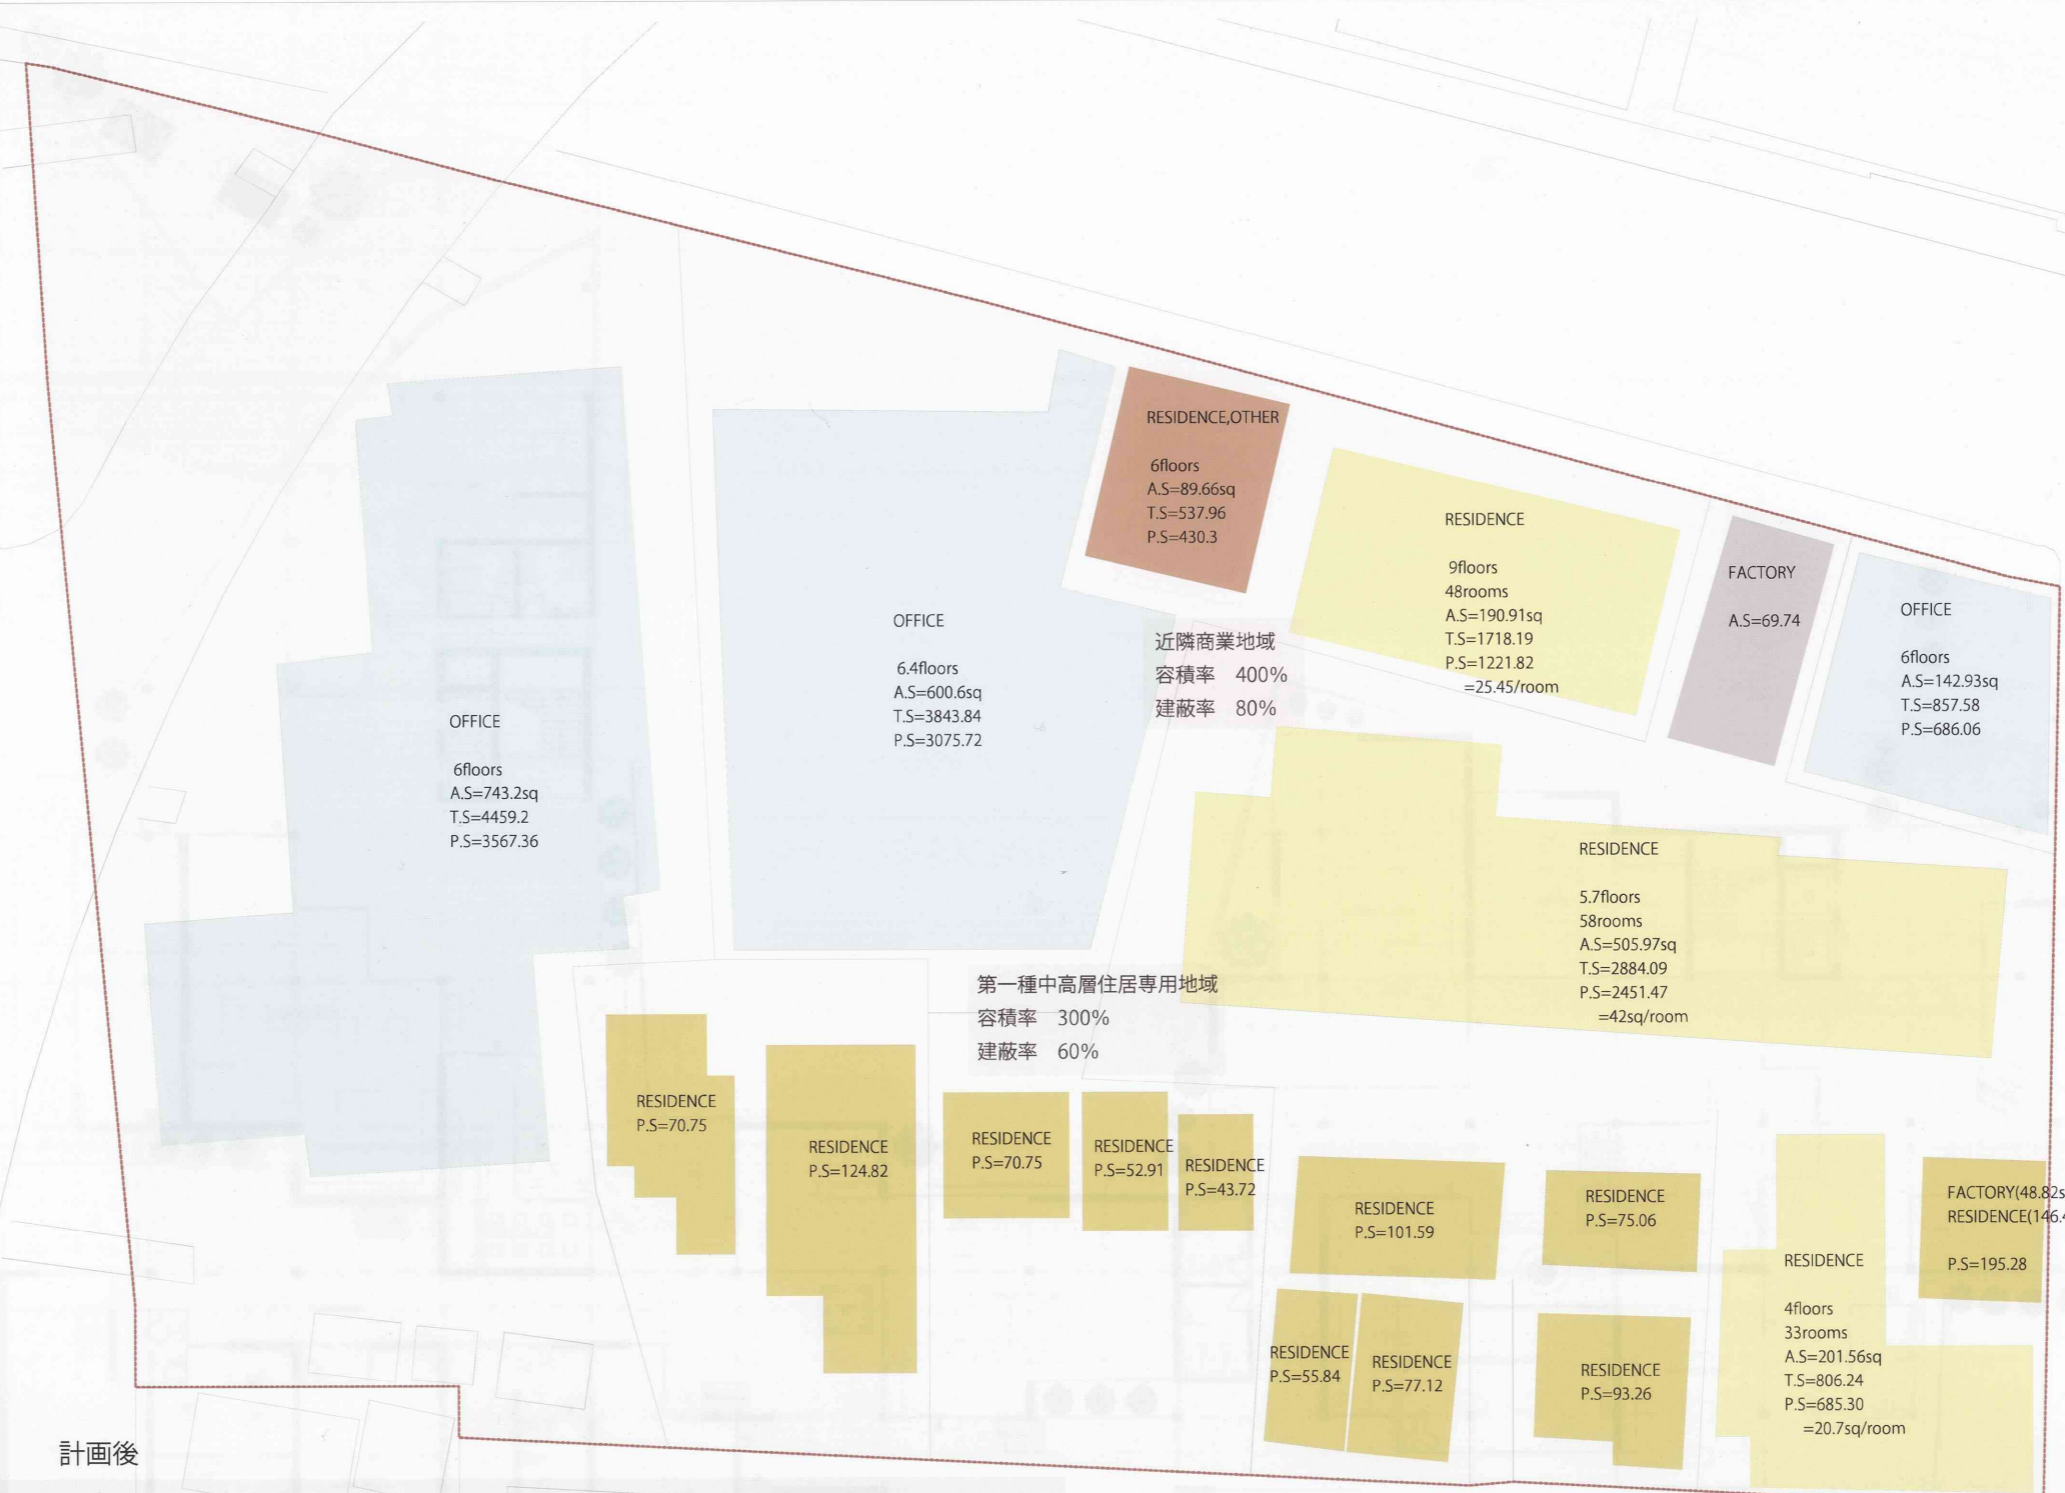 RESIDENCE,OTHER
6floors
A.S=89.66sq
T.S=537.96
P.S=430.3
RESIDENCE
9floors
48rooms
A.S=190.91sq
T.S=1718.19
P.S=1221.82
=25.45/room
FACTORY
A.S=69.74
OFFICE
6floors
A.S=142.93sq
T.S=857.58
P.S=686.06
OFFICE
6.4floors
A.S=600.6sq
T.S=3843.84
P.S=3075.72
近隣商業地域
容積率 400%
建蔽率 80%
OFFICE
6floors
A.S=743.2sq
T.S=4459.2
P.S=3567.36
RESIDENCE
5.7floors
58rooms
A.S=505.97sq
T.S=2884.09
P.S=2451.47
=42sq/room
第一種中高層住居専用地域
容積率 300%
建蔽率 60%
RESIDENCE
P.S=70.75
RESIDENCE
P.S=124.82
RESIDENCE
P.S=70.75
RESIDENCE
P.S=52.91
RESIDENCE
P.S=43.72
RESIDENCE
P.S=101.59
RESIDENCE
P.S=75.06
FACTORY(48.82s
RESIDENCE(146.4
P.S=195.28
RESIDENCE
4floors
33rooms
A.S=201.56sq
T.S=806.24
P.S=685.30
=20.7sq/room
RESIDENCE
P.S=55.84
RESIDENCE
P.S=77.12
RESIDENCE
P.S=93.26
計画後